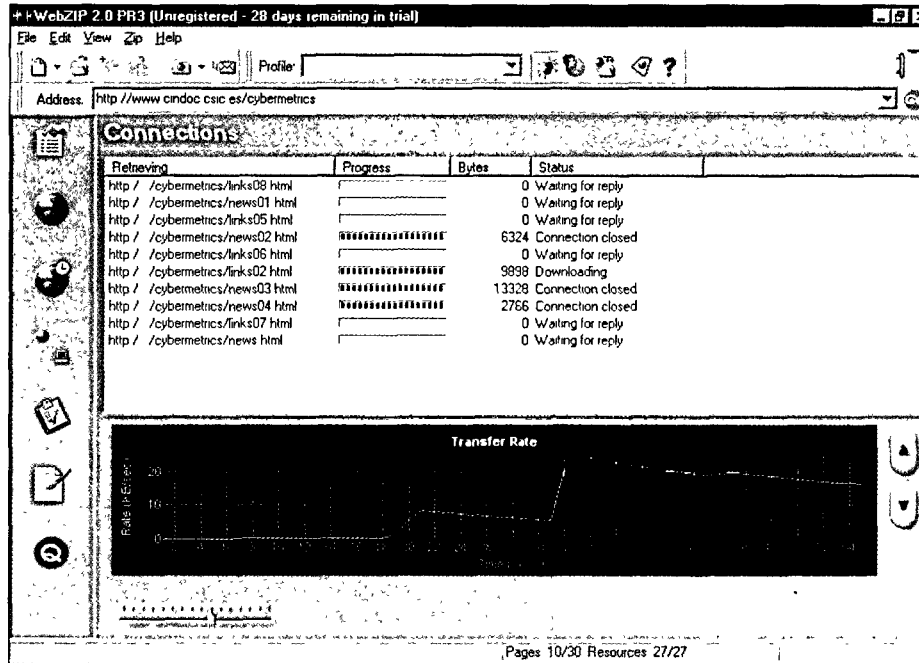 WebZIP 2.0 PR3 (Unregistered - 28 days remaining in trial)
File Edit View Zip Help
Profile
Address. http //www cindoc csic es/cybermetrics
Connections
Retrieving Progress Bytes Status
http / /cybermetrics/links08 html 0 Waiting for reply
http / /cybermetrics/news01 html 0 Waiting for reply
http / /cybermetrics/links05 html 0 Waiting for reply
http / /cybermetrics/news02 html 6324 Connection closed
http / /cybermetrics/links06 html 0 Waiting for reply
http / /cybermetrics/links02 html 9898 Downloading
http / /cybermetrics/news03 html 13328 Connection closed
http / /cybermetrics/news04 html 2766 Connection closed
http / /cybermetrics/links07 html 0 Waiting for reply
http / /cybermetrics/news html 0 Waiting for reply
Transfer Rate
20
10
0
Pages 10/30 Resources 27/27